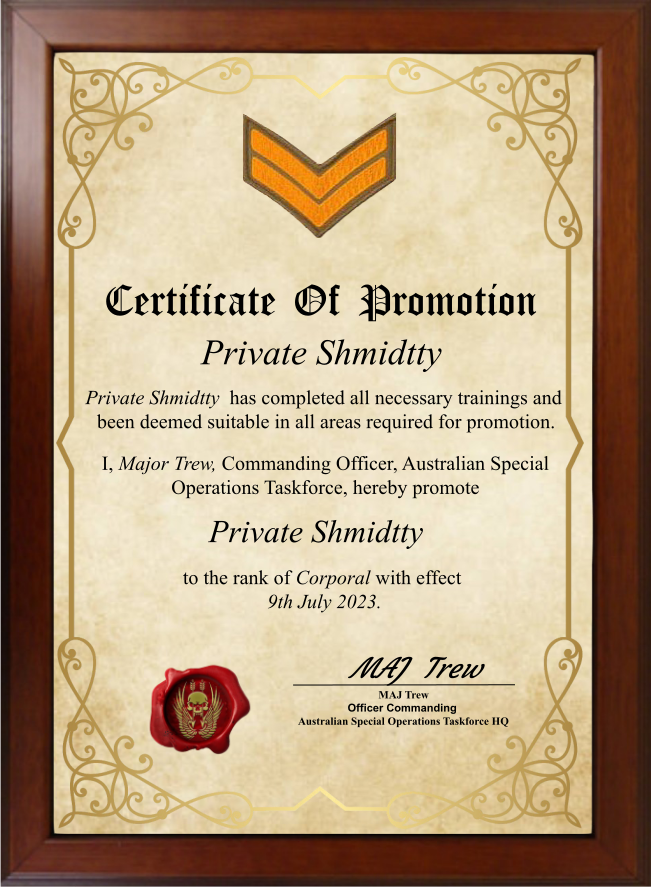 Certificate Of Promotion
Private Shmidtty
Private Shmidtty has completed all necessary trainings and
been deemed suitable in all areas required for promotion.
I, Major Trew, Commanding Officer, Australian Special
Operations Taskforce, hereby promote
Private Shmidtty
to the rank of Corporal with effect
9th July 2023.
MAJ Trew
MAJ Trew
Officer Commanding
Australian Special Operations Taskforce HQ